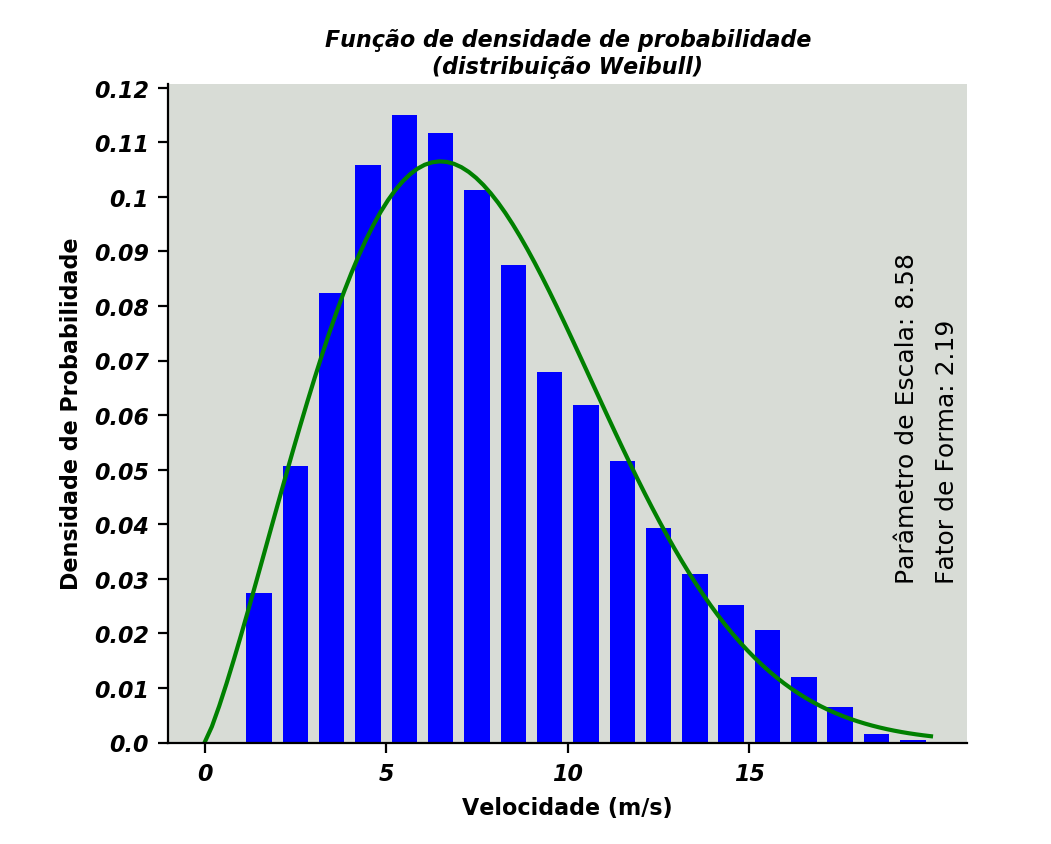 Função de densidade de probabilidade
(distribuição Weibull)
0.12
0.11
0.1
0.09
0.08
0.07
0.06
0.05
0.04
0.03
0.02
0.01
0.0
Densidade de Probabilidade
Parâmetro de Escala: 8.58
Fator de Forma: 2.19
0
5
10
15
Velocidade (m/s)